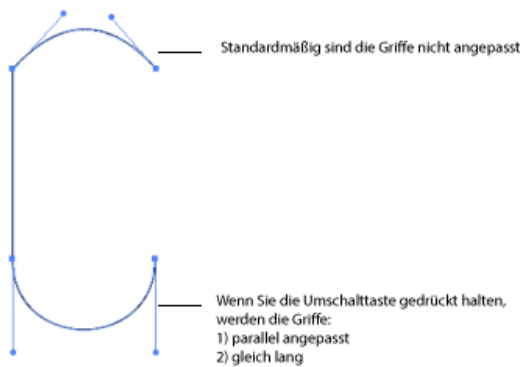 Standardmäßig sind die Griffe nicht angepasst
Wenn Sie die Umschalttaste gedrückt halten,
werden die Griffe:
1) parallel angepasst
2) gleich lang